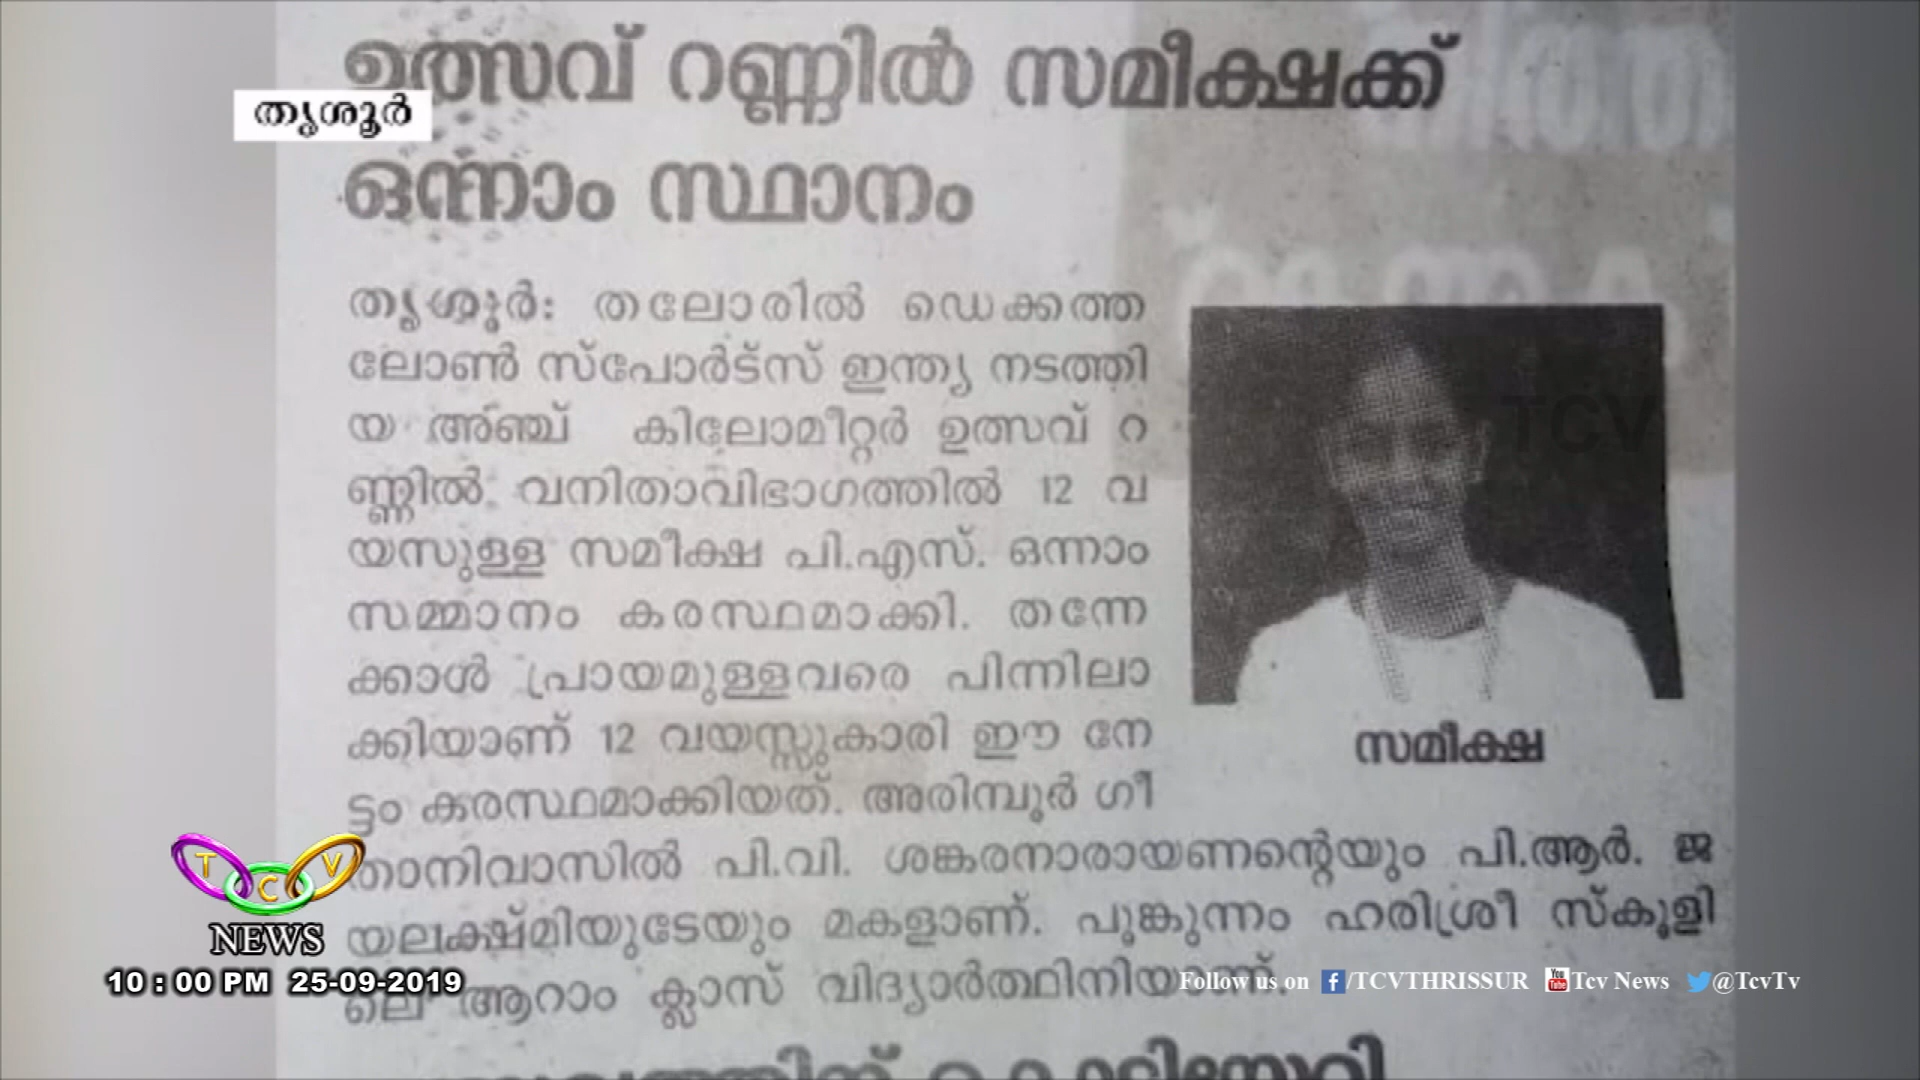 ഉത്സവ് റണ്ണിൽ സമീക്ഷക്ക്
ഒന്നാം സ്ഥാനം
തൃശൂർ
തൃശൂർ: തലോരിൽ ഡെക്കത്ത
ലോൺ സ്പോർട്സ് ഇന്ത്യ നടത്തി
യ അഞ്ച് കിലോമീറ്റർ ഉത്സവ് റ
ണ്ണിൽ വനിതാവിഭാഗത്തിൽ 12 വ
യസുള്ള സമീക്ഷ പി.എസ്. ഒന്നാം
സമ്മാനം കരസ്ഥമാക്കി. തന്നേ
ക്കാൾ പ്രായമുള്ളവരെ പിന്നിലാ
ക്കിയാണ് 12 വയസ്സുകാരി ഈ നേ
ട്ടം കരസ്ഥമാക്കിയത്. അരിമ്പൂർ ഗീ
താനിവാസിൽ പി.വി. ശങ്കരനാരായണന്റെയും പി.ആർ. ജ
യലക്ഷ്മിയുടേയും മകളാണ്. പൂങ്കുന്നം ഹരിശ്രീ സ്കൂളി
ലെ ആറാം ക്ലാസ് വിദ്യാർത്ഥിനിയാണ്.
സമീക്ഷ
TCV
T C V
NEWS
10 : 00 PM 25-09-2019
Follow us on f/TCVTHRISSUR You Tube Tcv News @TcvTv